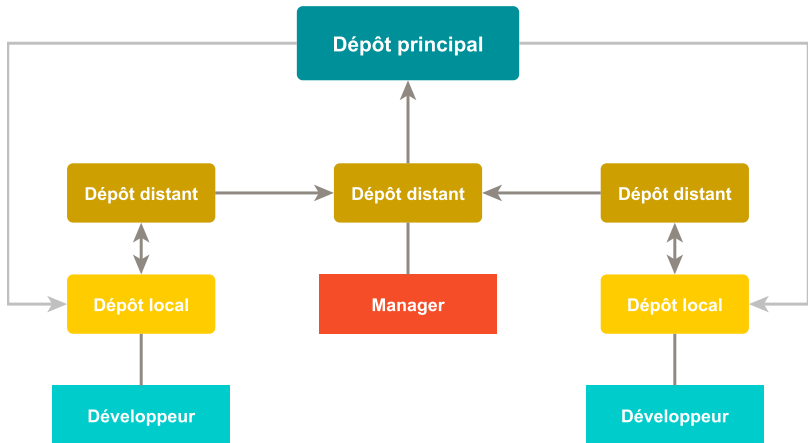 Dépôt principal
Dépôt distant
Dépôt distant
Dépôt distant
Dépôt local
Manager
Dépôt local
Développeur
Développeur